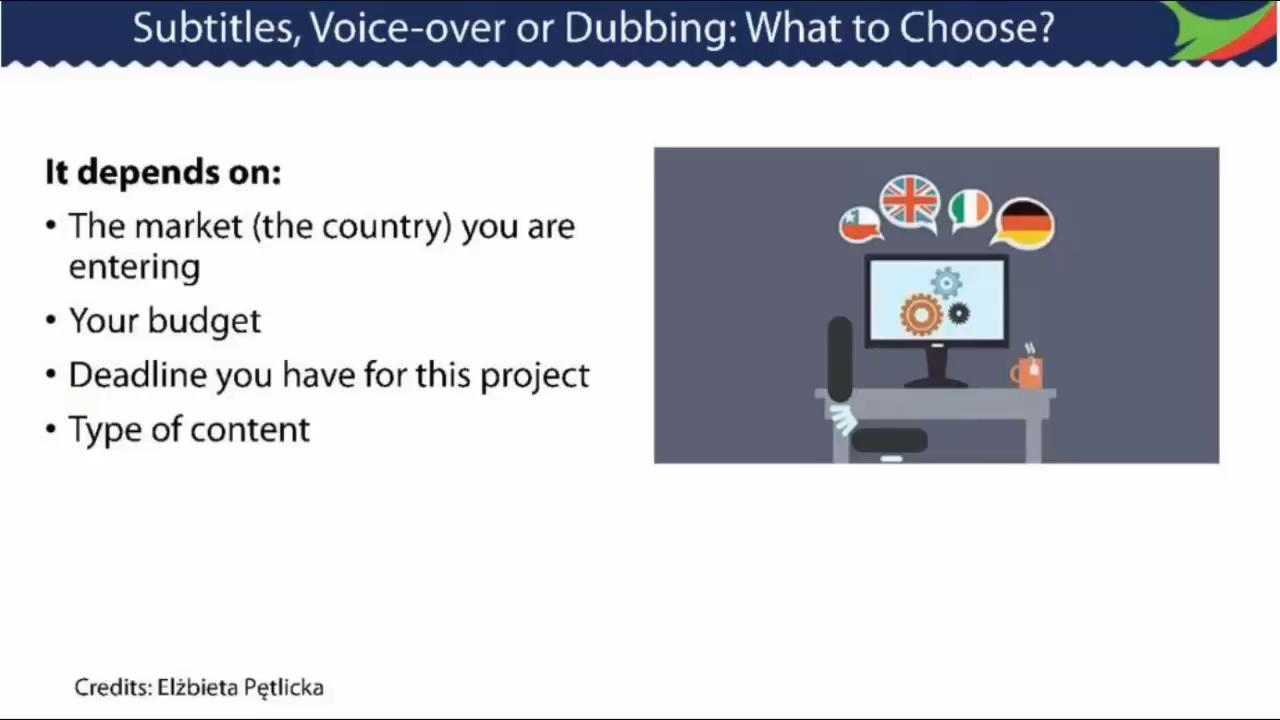 Subtitles, Voice-over or Dubbing: What to Choose?
It depends on:
• The market (the country) you are
entering
• Your budget
• Deadline you have for this project
• Type of content
Credits: Elżbieta Pętlicka